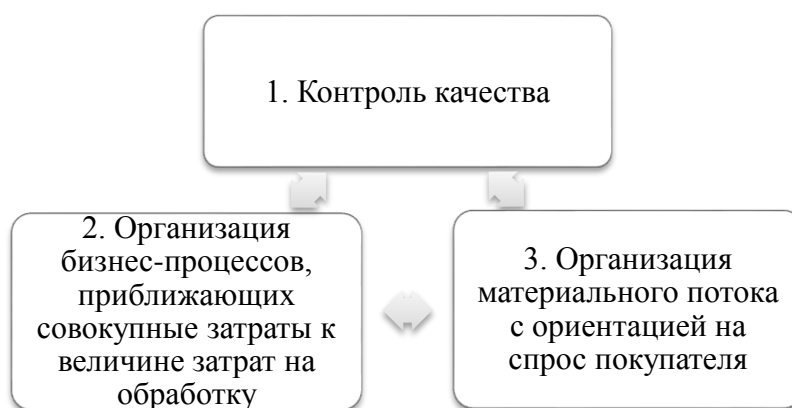 1. Контроль качества
2. Организация
бизнес-процессов,
приближающих
совокупные затраты к
величине затрат на
обработку
3. Организация
материального потока
с ориентацией на
спрос покупателя